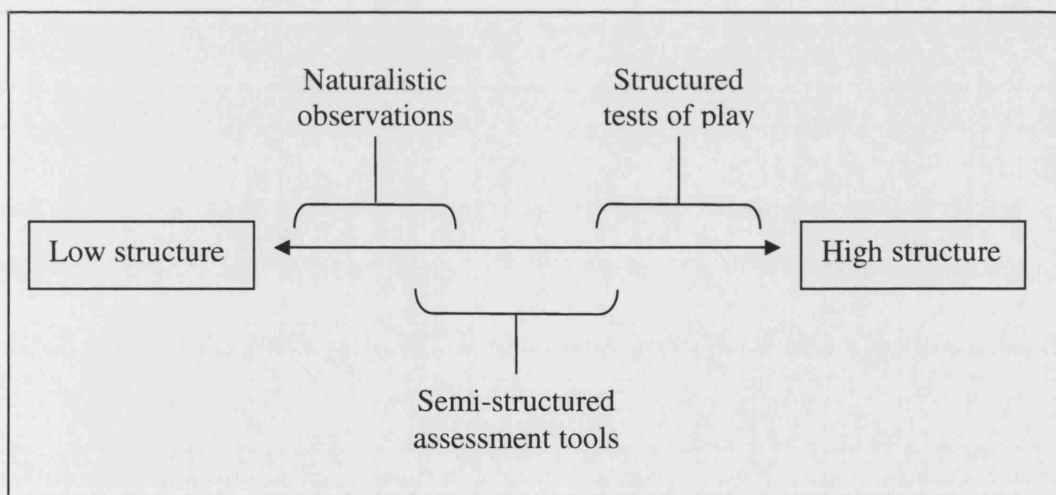 Naturalistic
observations
Structured
tests of play
Low structure
High structure
Semi-structured
assessment tools